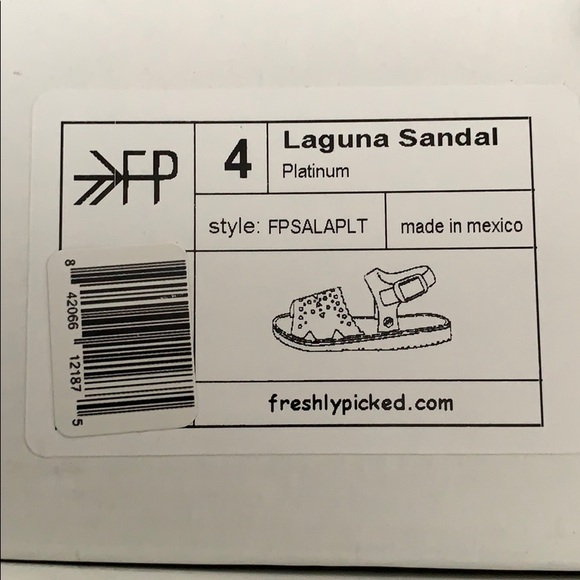 FP
4
Laguna Sandal
Platinum
style: FPSALAPLT
made in mexico
8 42066 12187 5
freshlypicked.com